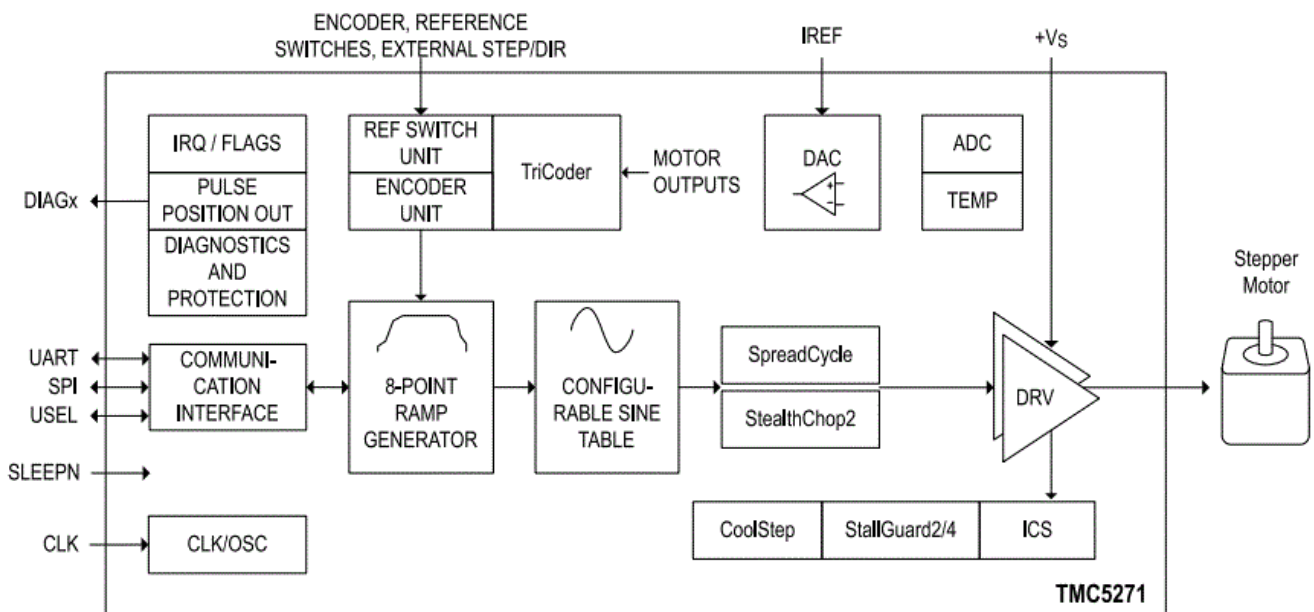 ENCODER, REFERENCE
SWITCHES, EXTERNAL STEP/DIR
IREF
+VS
IRQ / FLAGS
PULSE
POSITION OUT
DIAGNOSTICS
AND
PROTECTION
DIAGx
REF SWITCH
UNIT
ENCODER
UNIT
TriCoder
MOTOR
OUTPUTS
DAC
+
-
ADC
TEMP
Stepper
Motor
UART
SPI
USEL
COMMUNI-
CATION
INTERFACE
8-POINT
RAMP
GENERATOR
CONFIGU-
RABLE SINE
TABLE
SpreadCycle
StealthChop2
DRV
SLEEPN
CLK
CLK/OSC
CoolStep
StallGuard2/4
ICS
TMC5271